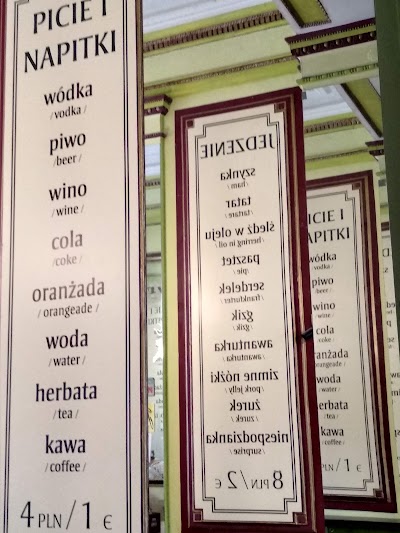 PICIE I
NAPITKI
wódka
/vodka/
piwo
/beer/
wino
/wine/
cola
/coke/
oranżada
/orangeade/
woda
/water/
herbata
/tea/
kawa
/coffee/
4 PLN/1 €
JEDZENIE
szynka
/ham/
tatar
/tartare/
śledź w oleju
/herring in oil/
pasztet
/pie/
serdelek
/frankfurter/
gzik
/gzik/
awanturka
/awanturka/
zimne nóżki
/pork jelly/
żurek
/żurek/
niespodzianka
/surprise/
8 PLN/2 €
PICIE I
NAPITKI
wódka
/vodka/
piwo
/beer/
wino
/wine/
cola
/coke/
oranżada
/orangeade/
woda
/water/
herbata
/tea/
kawa
/coffee/
/1 €